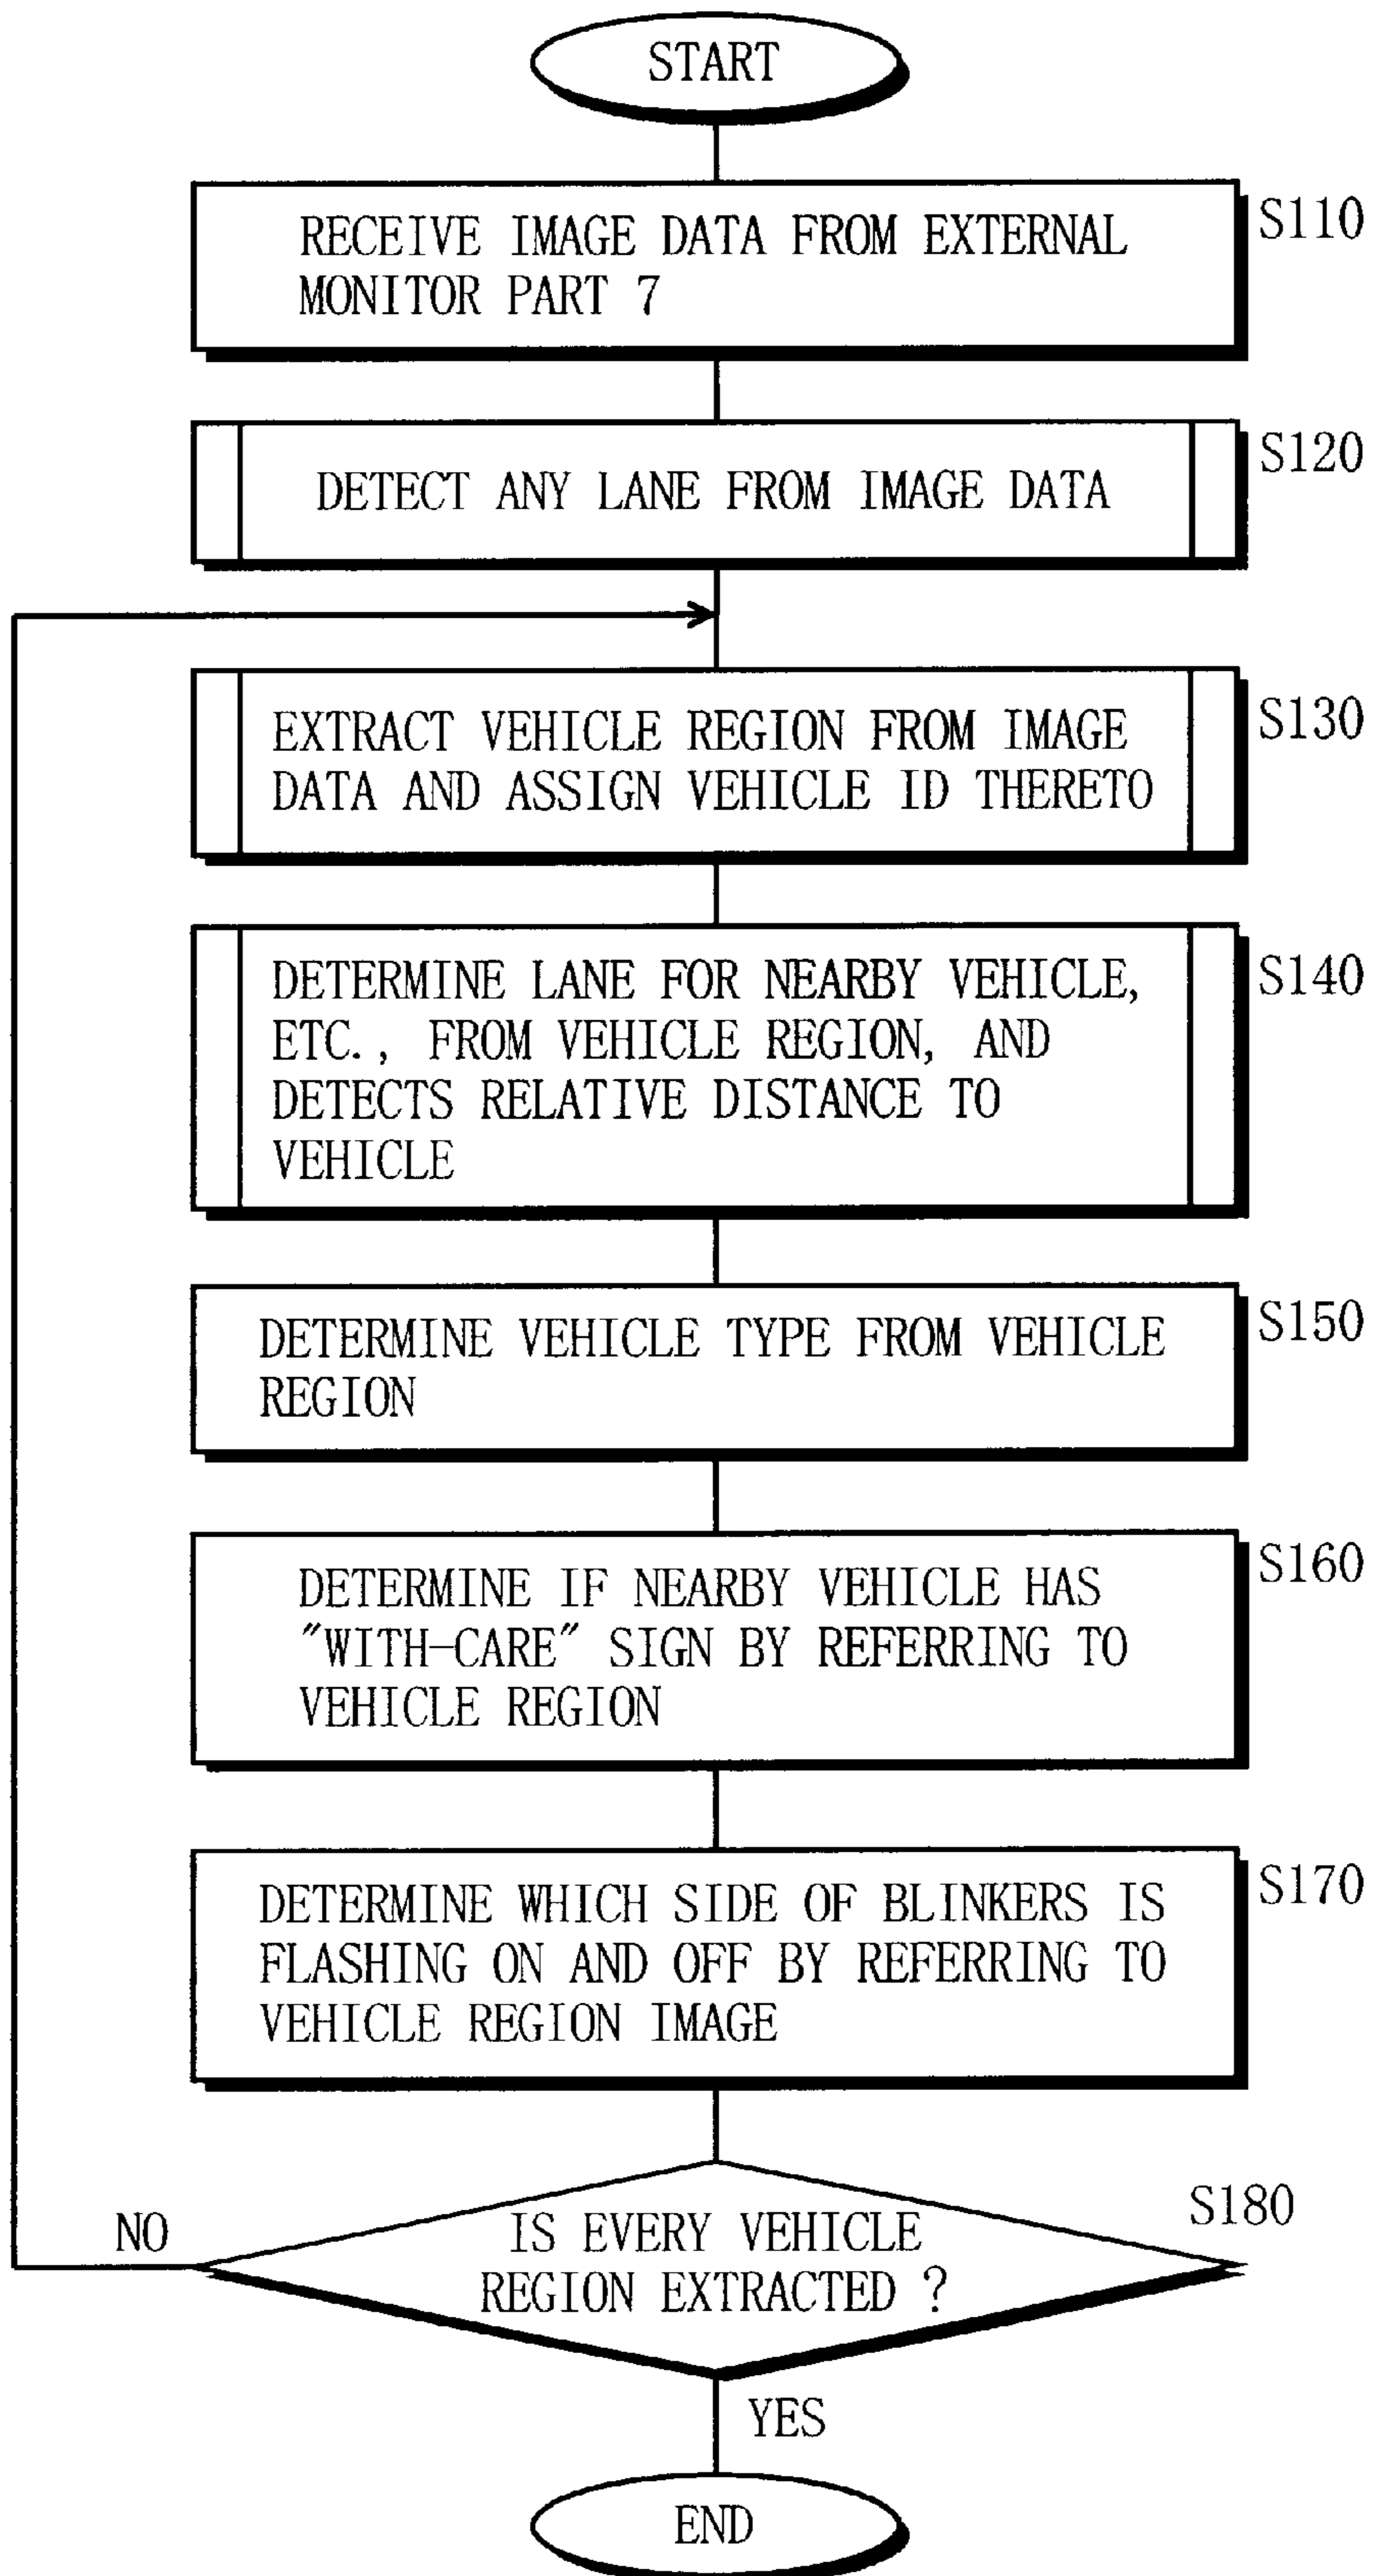 START
RECEIVE IMAGE DATA FROM EXTERNAL
MONITOR PART 7
S110
DETECT ANY LANE FROM IMAGE DATA
S120
EXTRACT VEHICLE REGION FROM IMAGE
DATA AND ASSIGN VEHICLE ID THERETO
S130
DETERMINE LANE FOR NEARBY VEHICLE,
ETC., FROM VEHICLE REGION, AND
DETECTS RELATIVE DISTANCE TO
VEHICLE
S140
DETERMINE VEHICLE TYPE FROM VEHICLE
REGION
S150
DETERMINE IF NEARBY VEHICLE HAS
"WITH-CARE" SIGN BY REFERRING TO
VEHICLE REGION
S160
DETERMINE WHICH SIDE OF BLINKERS IS
FLASHING ON AND OFF BY REFERRING TO
VEHICLE REGION IMAGE
S170
IS EVERY VEHICLE
REGION EXTRACTED ?
S180
NO
YES
END